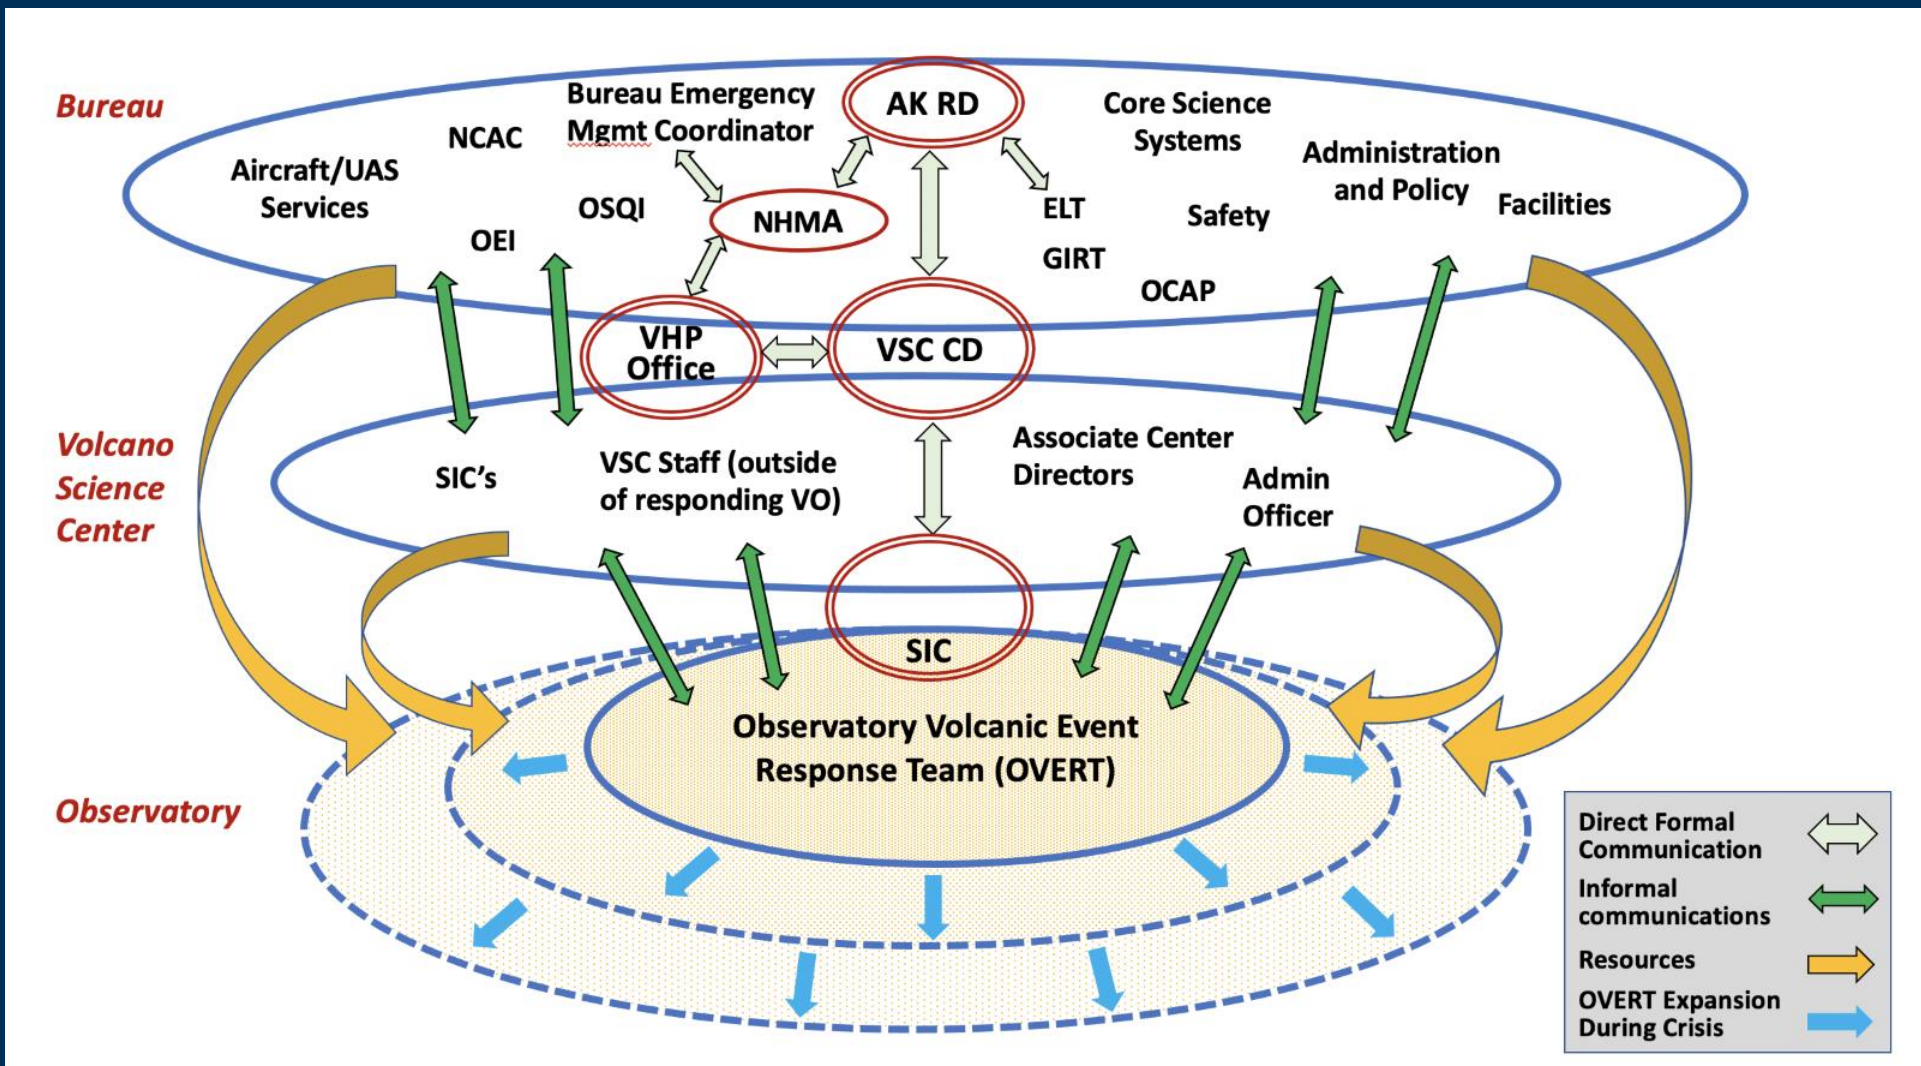 Bureau
Bureau Emergency
Mgmt Coordinator
AK RD
Core Science
Systems
NCAC
Aircraft/UAS
Services
Administration
and Policy
OSQI
NHMA
ELT
Safety
Facilities
OEI
GIRT
OCAP
VHP
Office
VSC CD
Volcano
Science
Center
SIC's
VSC Staff (outside
of responding VO)
Associate Center
Directors
Admin
Officer
SIC
Observatory Volcanic Event
Response Team (OVERT)
Observatory
Direct Formal
Communication
Informal
communications
Resources
OVERT Expansion
During Crisis